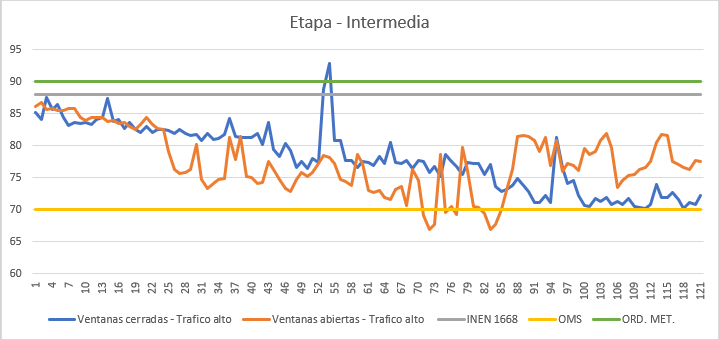 Etapa - Intermedia
95
90
85
80
75
70
65
60
1 4 7 10 13 16 19 22 25 28 31 34 37 40 43 46 49 52 55 58 61 64 67 70 73 76 79 82 85 88 91 94 97 100 103 106 109 112 115 118 121
Ventanas cerradas - Trafico alto Ventanas abiertas - Trafico alto INEN 1668 OMS ORD. MET.